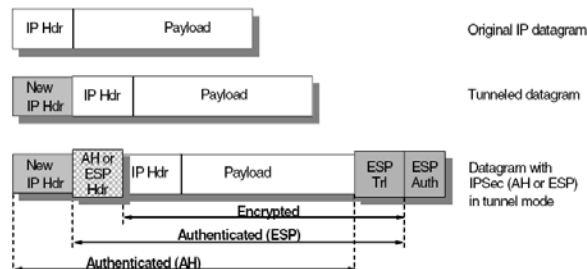 IP Hdr Payload Original IP datagram
New IP Hdr IP Hdr Payload Tunneled datagram
New IP Hdr AH or ESP Hdr IP Hdr Payload ESP Trl ESP Auth Datagram with IPSec (AH or ESP) in tunnel mode
Encrypted
Authenticated (ESP)
Authenticated (AH)